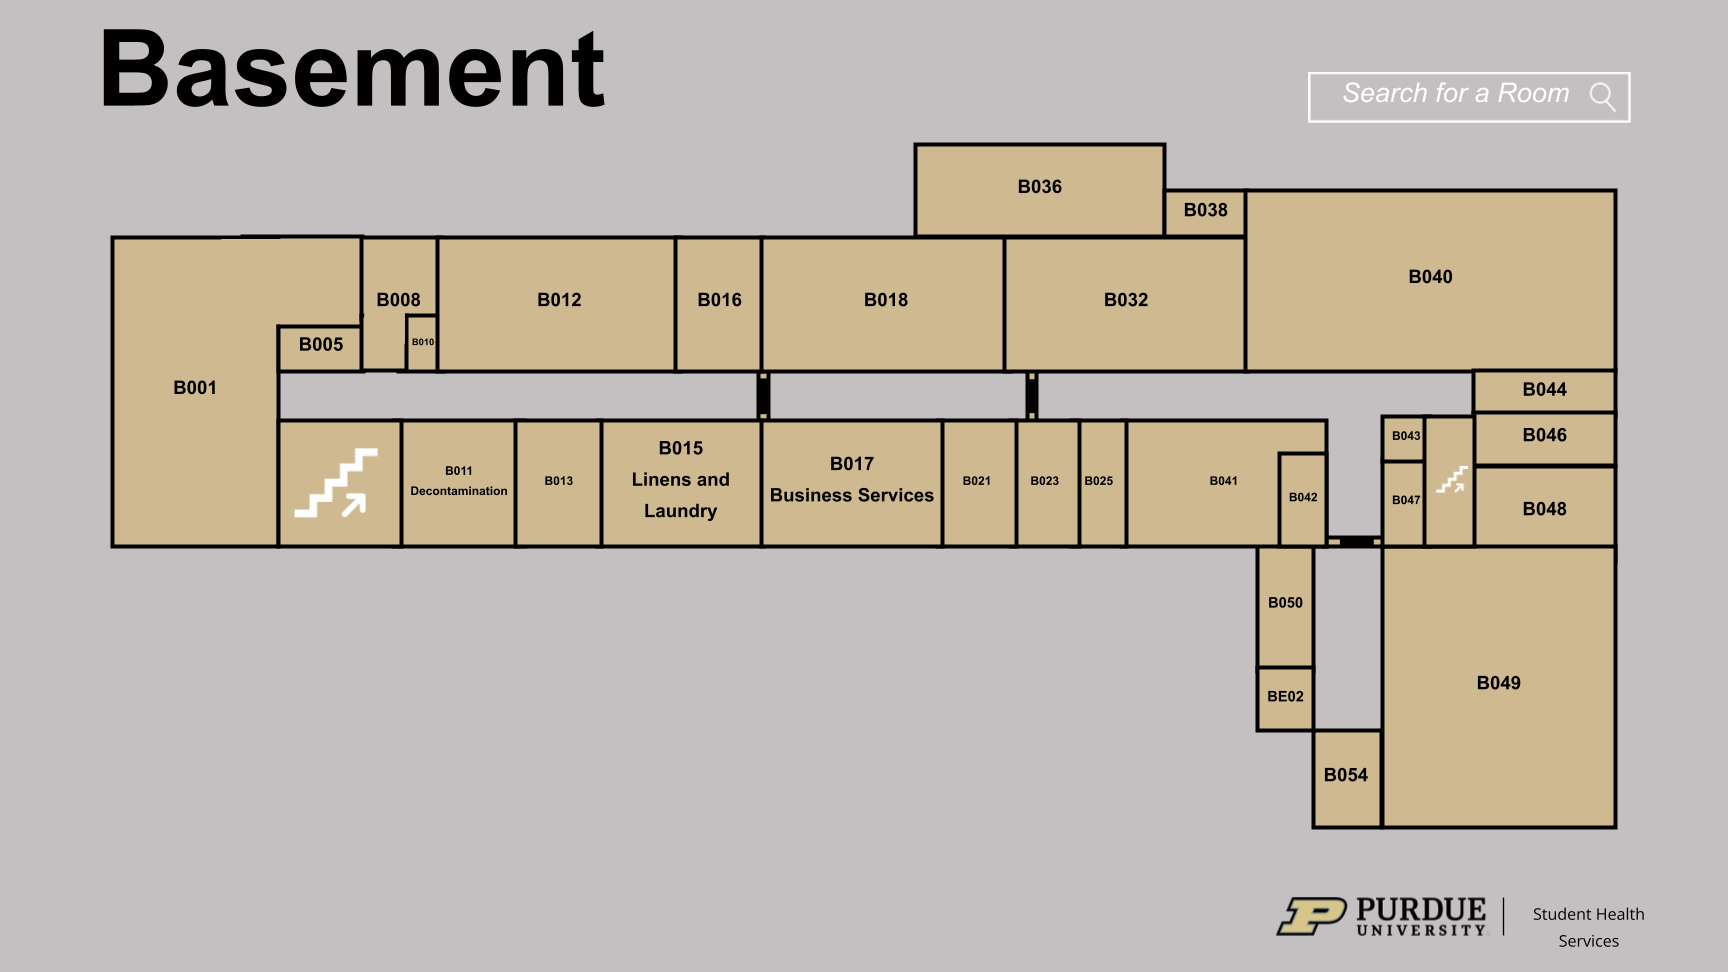 Basement
Search for a Room
B036
B038
B040
B008
B012
B016
B018
B032
B005
B010
B001
B044
B046
B048
B043
B047
B011
Decontamination
B013
B015
Linens and
Laundry
B017
Business Services
B021
B023
B025
B041
B042
B050
BE02
B054
B049
PURDUE
UNIVERSITY
Student Health
Services